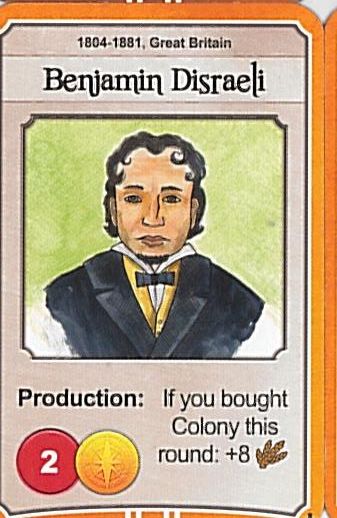 1804-1881, Great Britain
Benjamin Disraeli
Production: If you bought
Colony this
round: +8
2